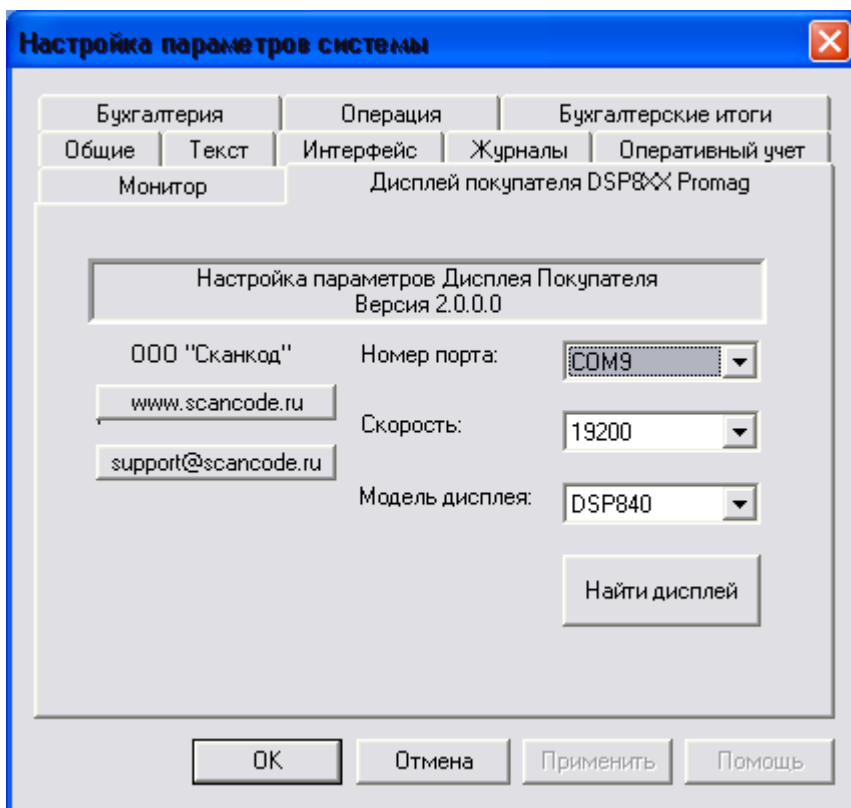 Настройка параметров системы
Бухгалтерия Операция Бухгалтерские итоги
Общие Текст Интерфейс Журналы Оперативный учет
Монитор Дисплей покупателя DSP8XX Promag
Настройка параметров Дисплея Покупателя
Версия 2.0.0.0
ООО "Сканкод" Номер порта: COM9
www.scancode.ru
Скорость: 19200
support@scancode.ru
Модель дисплея: DSP840
Найти дисплей
OK Отмена Применить Помощь